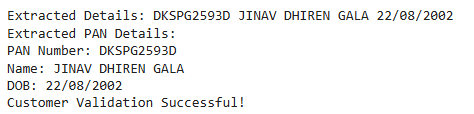 Extracted Details: DKSPG2593D JINAV DHIREN GALA 22/08/2002
Extracted PAN Details:
PAN Number: DKSPG2593D
Name: JINAV DHIREN GALA
DOB: 22/08/2002
Customer Validation Successful!